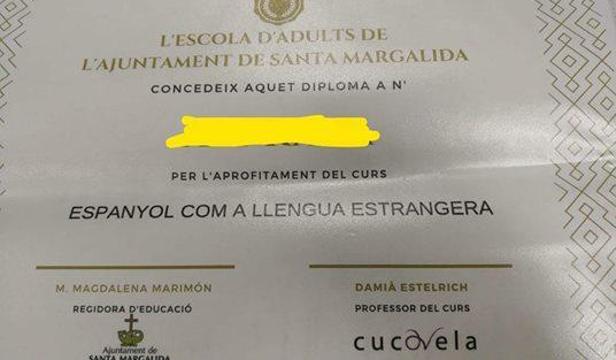 L'ESCOLA D'ADULTS DE
L'AJUNTAMENT DE SANTA MARGALIDA
CONCEDEIX AQUET DIPLOMA A N'
PER L'APROFITAMENT DEL CURS
ESPANYOL COM A LLENGUA ESTRANGERA
M. MAGDALENA MARIMÓN
REGIDORA D'EDUCACIÓ
Ajuntament de
SANTA MARGALIDA
DAMIÀ ESTELRICH
PROFESSOR DEL CURS
cucavela